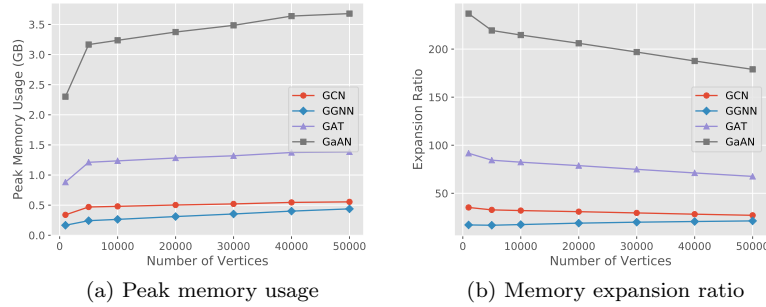 3.5
3.0
2.5
2.0
1.5
1.0
0.5
0.0
Peak Memory Usage (GB)
GCN
GGNN
GAT
GaAN
0 10000 20000 30000 40000 50000
Number of Vertices
(a) Peak memory usage
200
150
100
50
Expansion Ratio
GCN
GGNN
GAT
GaAN
0 10000 20000 30000 40000 50000
Number of Vertices
(b) Memory expansion ratio